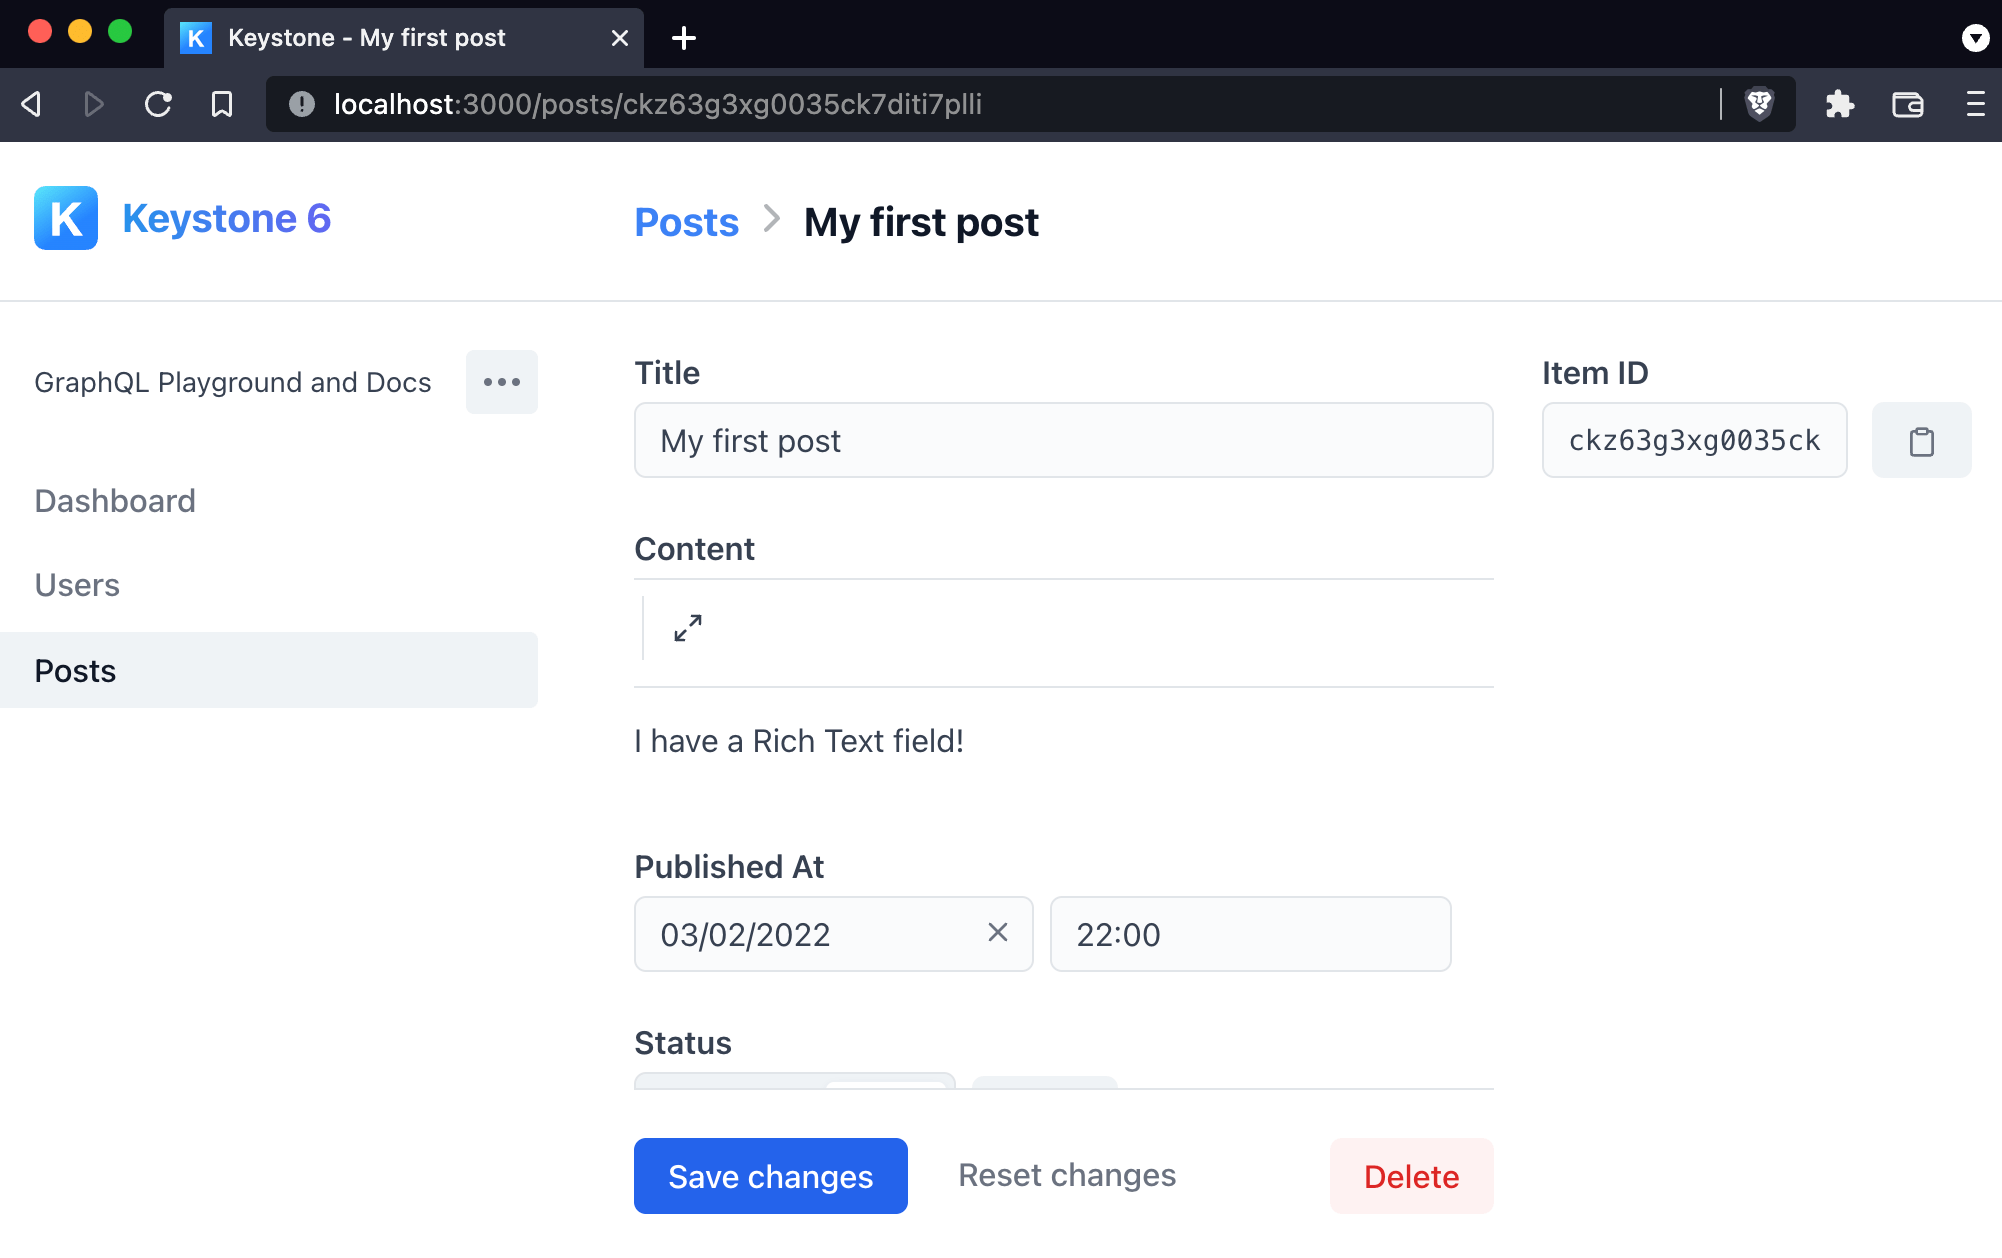 Keystone - My first post
localhost:3000/posts/ckz63g3xg0035ck7diti7plli
K Keystone 6
Posts > My first post
GraphQL Playground and Docs
Dashboard
Users
Posts
Title
My first post
Item ID
ckz63g3xg0035ck
Content
I have a Rich Text field!
Published At
03/02/2022
22:00
Status
Save changes
Reset changes
Delete